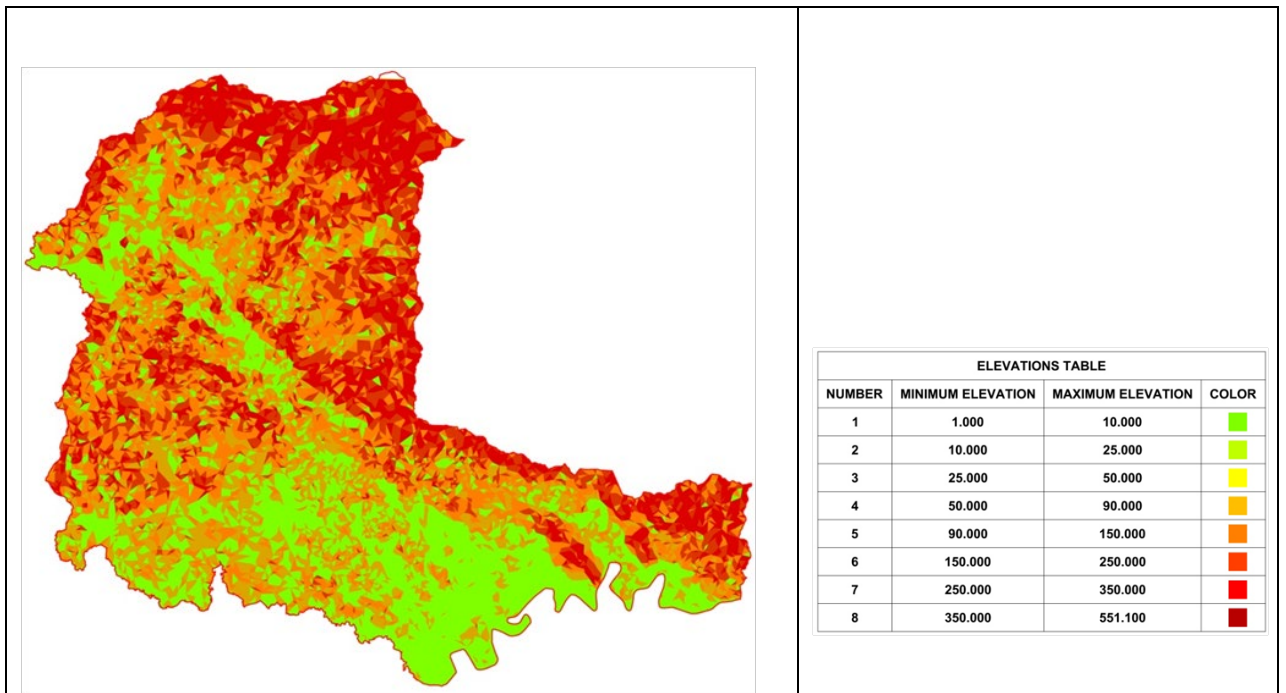 ELEVATIONS TABLE
NUMBER MINIMUM ELEVATION MAXIMUM ELEVATION COLOR
1 1.000 10.000
2 10.000 25.000
3 25.000 50.000
4 50.000 90.000
5 90.000 150.000
6 150.000 250.000
7 250.000 350.000
8 350.000 551.100